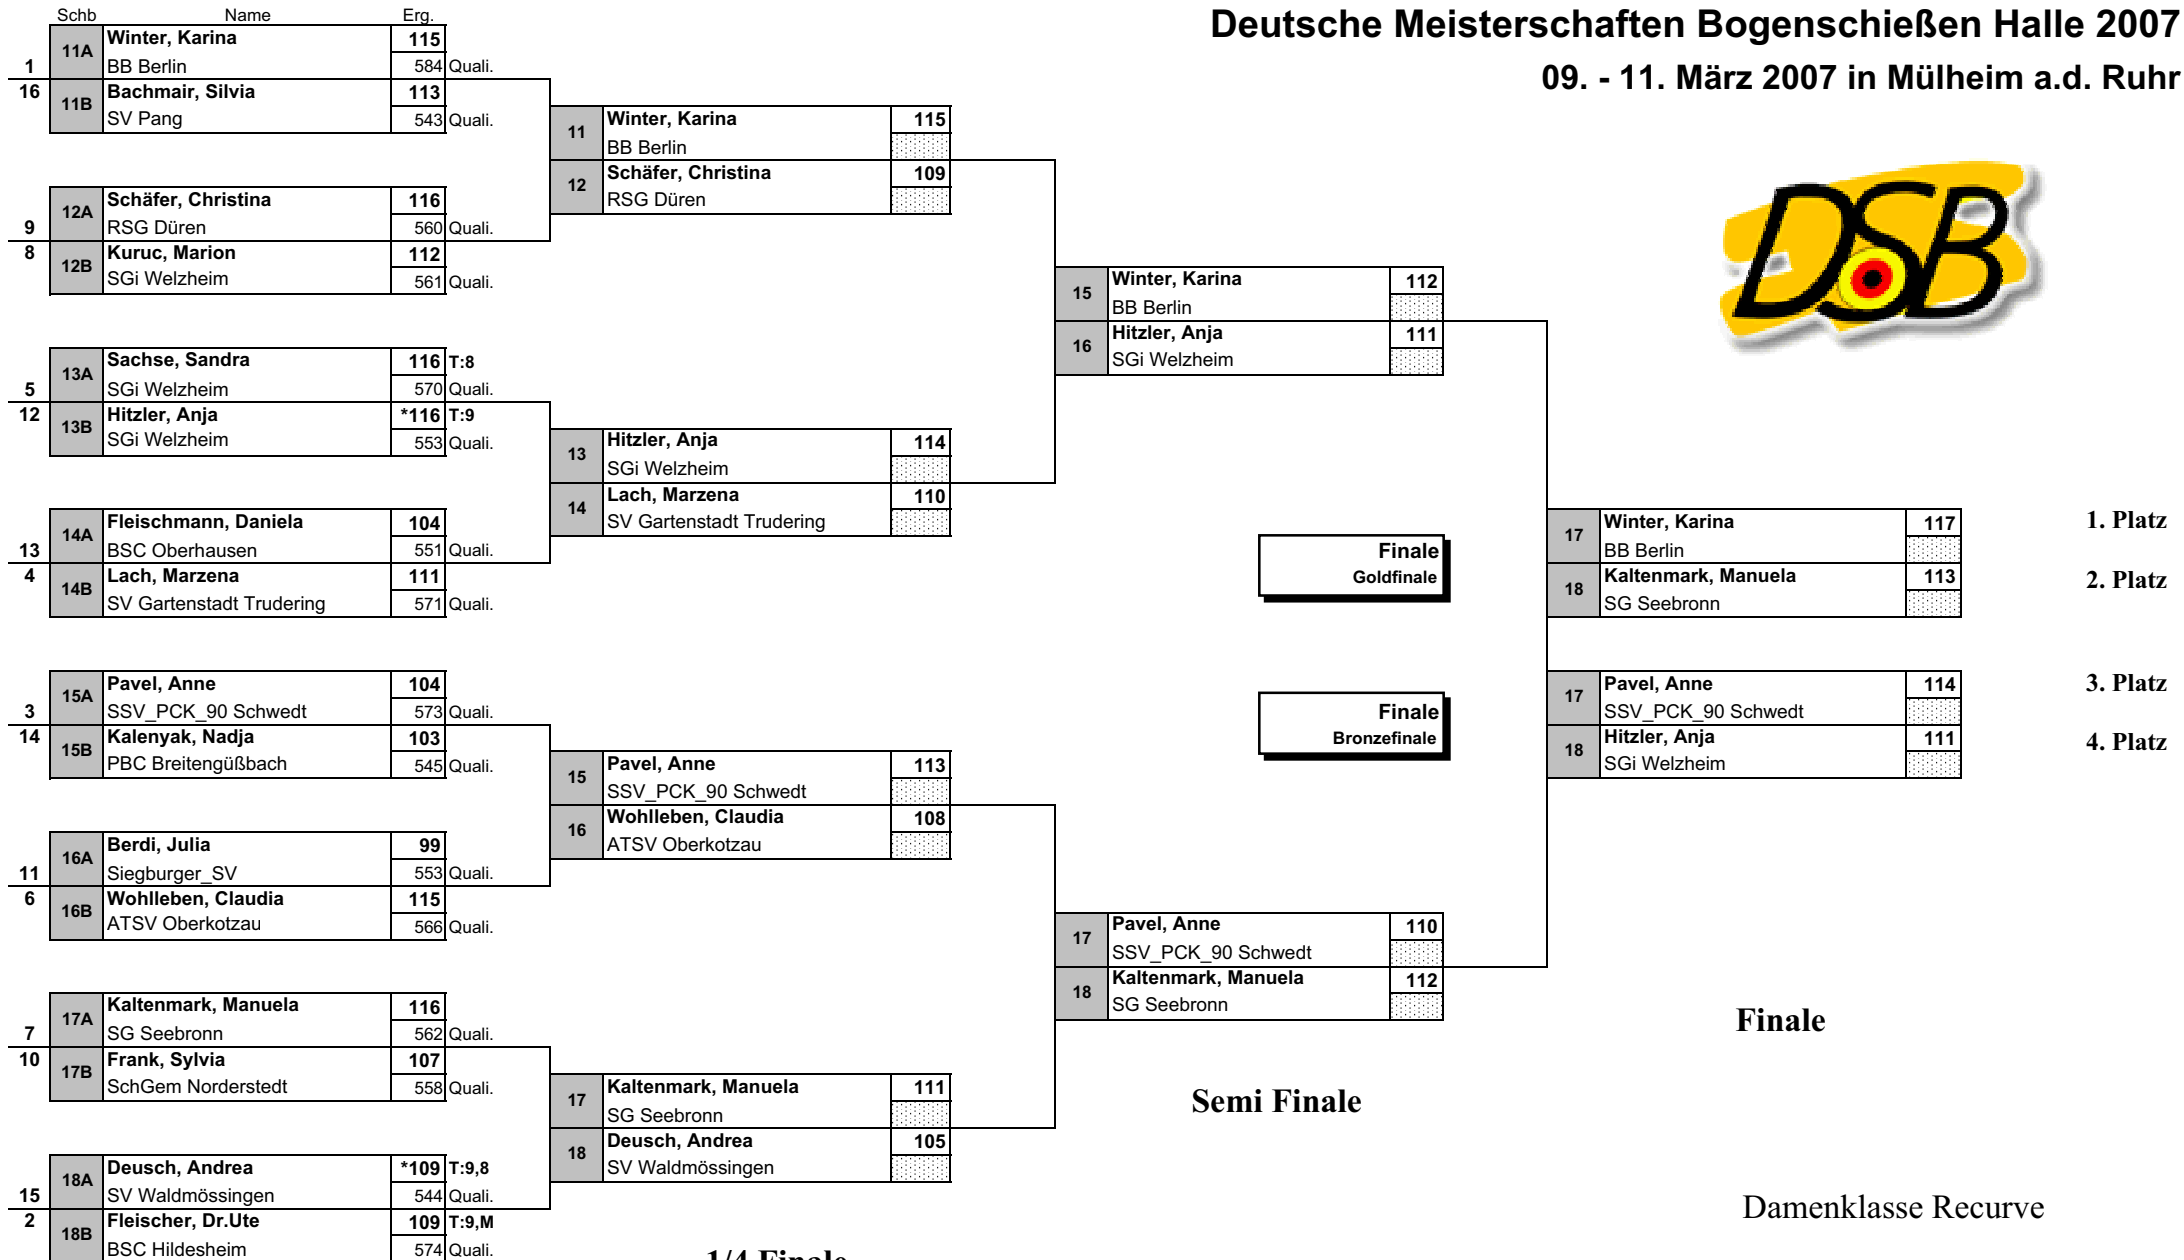 Deutsche Meisterschaften Bogenschießen Halle 2007
09. - 11. März 2007 in Mülheim a.d. Ruhr
DSB
Schb Name Erg.
11A Winter, Karina 115
1 BB Berlin 584 Quali.
16 11B Bachmair, Silvia 113
SV Pang 543 Quali.
12A Schäfer, Christina 116
9 RSG Düren 560 Quali.
8 12B Kuruc, Marion 112
SGi Welzheim 561 Quali.
13A Sachse, Sandra 116 T:8
5 SGi Welzheim 570 Quali.
12 13B Hitzler, Anja *116 T:9
SGi Welzheim 553 Quali.
14A Fleischmann, Daniela 104
13 BSC Oberhausen 551 Quali.
4 14B Lach, Marzena 111
SV Gartenstadt Trudering 571 Quali.
15A Pavel, Anne 104
3 SSV_PCK_90 Schwedt 573 Quali.
14 15B Kalenyak, Nadja 103
PBC Breitengüßbach 545 Quali.
16A Berdi, Julia 99
11 Siegburger_SV 553 Quali.
6 16B Wohlleben, Claudia 115
ATSV Oberkotzau 566 Quali.
17A Kaltenmark, Manuela 116
7 SG Seebronn 562 Quali.
10 17B Frank, Sylvia 107
SchGem Norderstedt 558 Quali.
18A Deusch, Andrea *109 T:9,8
15 SV Waldmössingen 544 Quali.
2 18B Fleischer, Dr.Ute 109 T:9,M
BSC Hildesheim 574 Quali.
11 Winter, Karina 115
BB Berlin
12 Schäfer, Christina 109
RSG Düren
13 Hitzler, Anja 114
SGi Welzheim
14 Lach, Marzena 110
SV Gartenstadt Trudering
15 Pavel, Anne 113
SSV_PCK_90 Schwedt
16 Wohlleben, Claudia 108
ATSV Oberkotzau
17 Kaltenmark, Manuela 111
SG Seebronn
18 Deusch, Andrea 105
SV Waldmössingen
1/4 Finale
15 Winter, Karina 112
BB Berlin
16 Hitzler, Anja 111
SGi Welzheim
17 Pavel, Anne 110
SSV_PCK_90 Schwedt
18 Kaltenmark, Manuela 112
SG Seebronn
Semi Finale
Finale
Goldfinale
17 Winter, Karina 117 1. Platz
BB Berlin
18 Kaltenmark, Manuela 113 2. Platz
SG Seebronn
Finale
Bronzefinale
17 Pavel, Anne 114 3. Platz
SSV_PCK_90 Schwedt
18 Hitzler, Anja 111 4. Platz
SGi Welzheim
Finale
Damenklasse Recurve